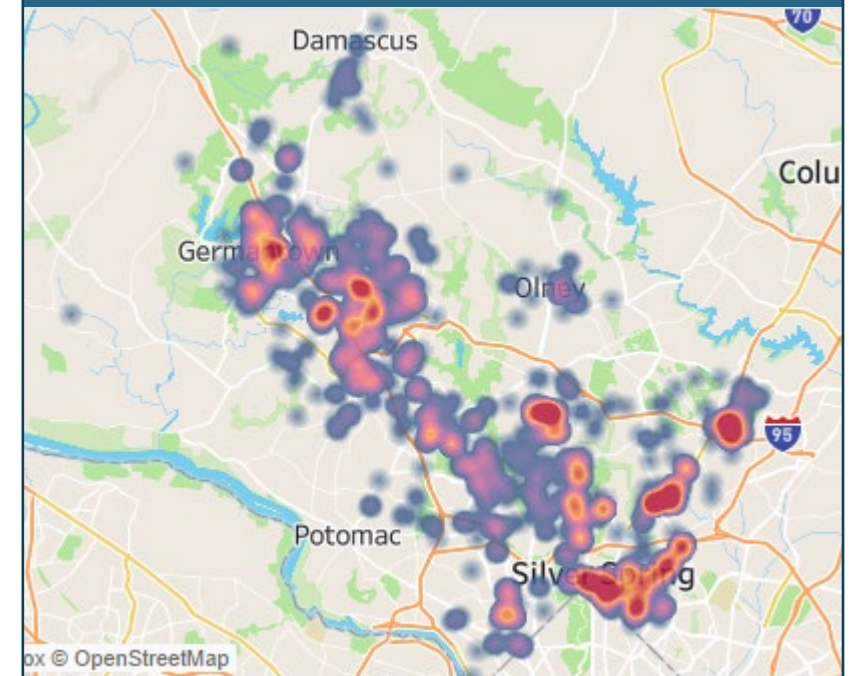 70
Damascus
Colu
Germantown
Olney
95
Potomac
Silver Spring
ox © OpenStreetMap